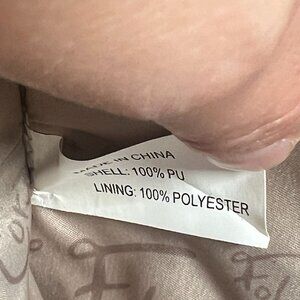 MADE IN CHINA
SHELL: 100% PU
LINING: 100% POLYESTER